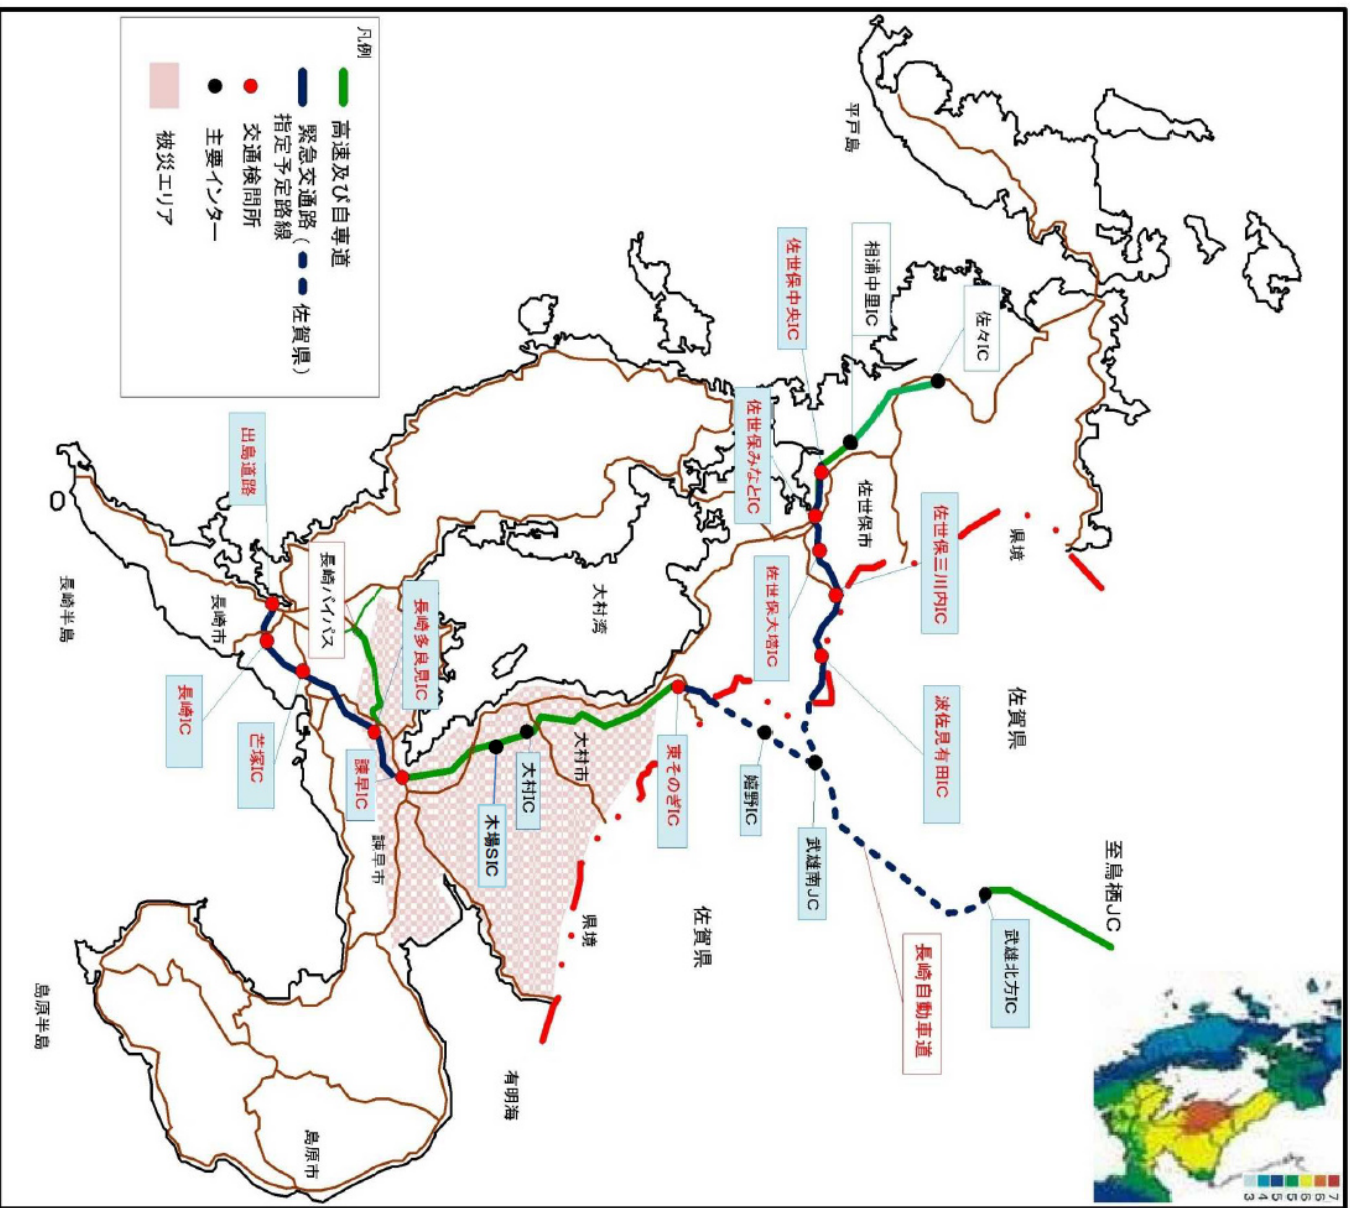 凡例
高速及び自専道
緊急交通路（　佐賀県）
指定予定路線
交通検問所
主要インター
被災エリア
平戸島
相浦中里IC
佐々IC
佐世保中央IC
佐世保みなとIC
佐世保市
佐世保三川内IC
県境
佐世保大塔IC
波佐見有田IC
佐賀県
大村湾
出島道路
長崎バイパス
長崎多良見IC
長崎市
長崎半島
長崎IC
芒塚IC
諫早IC
諫早市
大村市
大村IC
木場SIC
東そのぎIC
嬉野IC
武雄南JC
至鳥栖JC
武雄北方IC
長崎自動車道
佐賀県
県境
有明海
島原半島
島原市
7
6
6
5
5
4
3